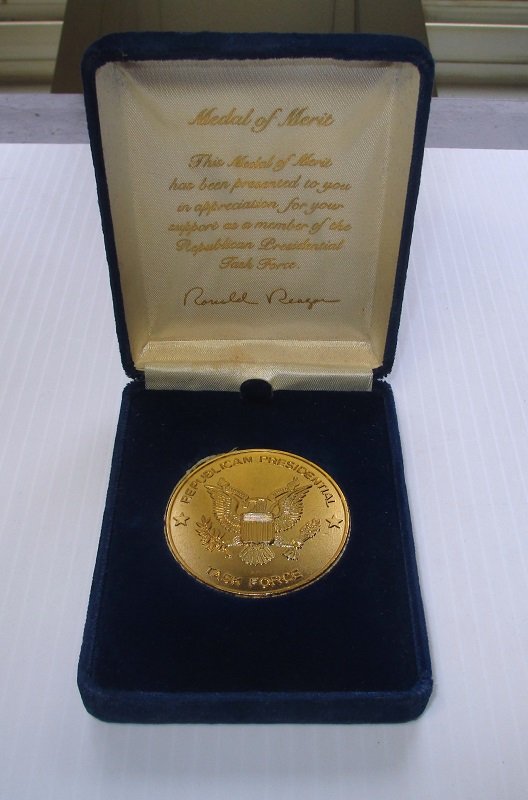 Medal of Merit
This Medal of Merit
has been presented to you
in appreciation for your
support as a member of the
Republican Presidential
Task Force.
Ronald Reagan
REPUBLICAN PRESIDENTIAL
TASK FORCE